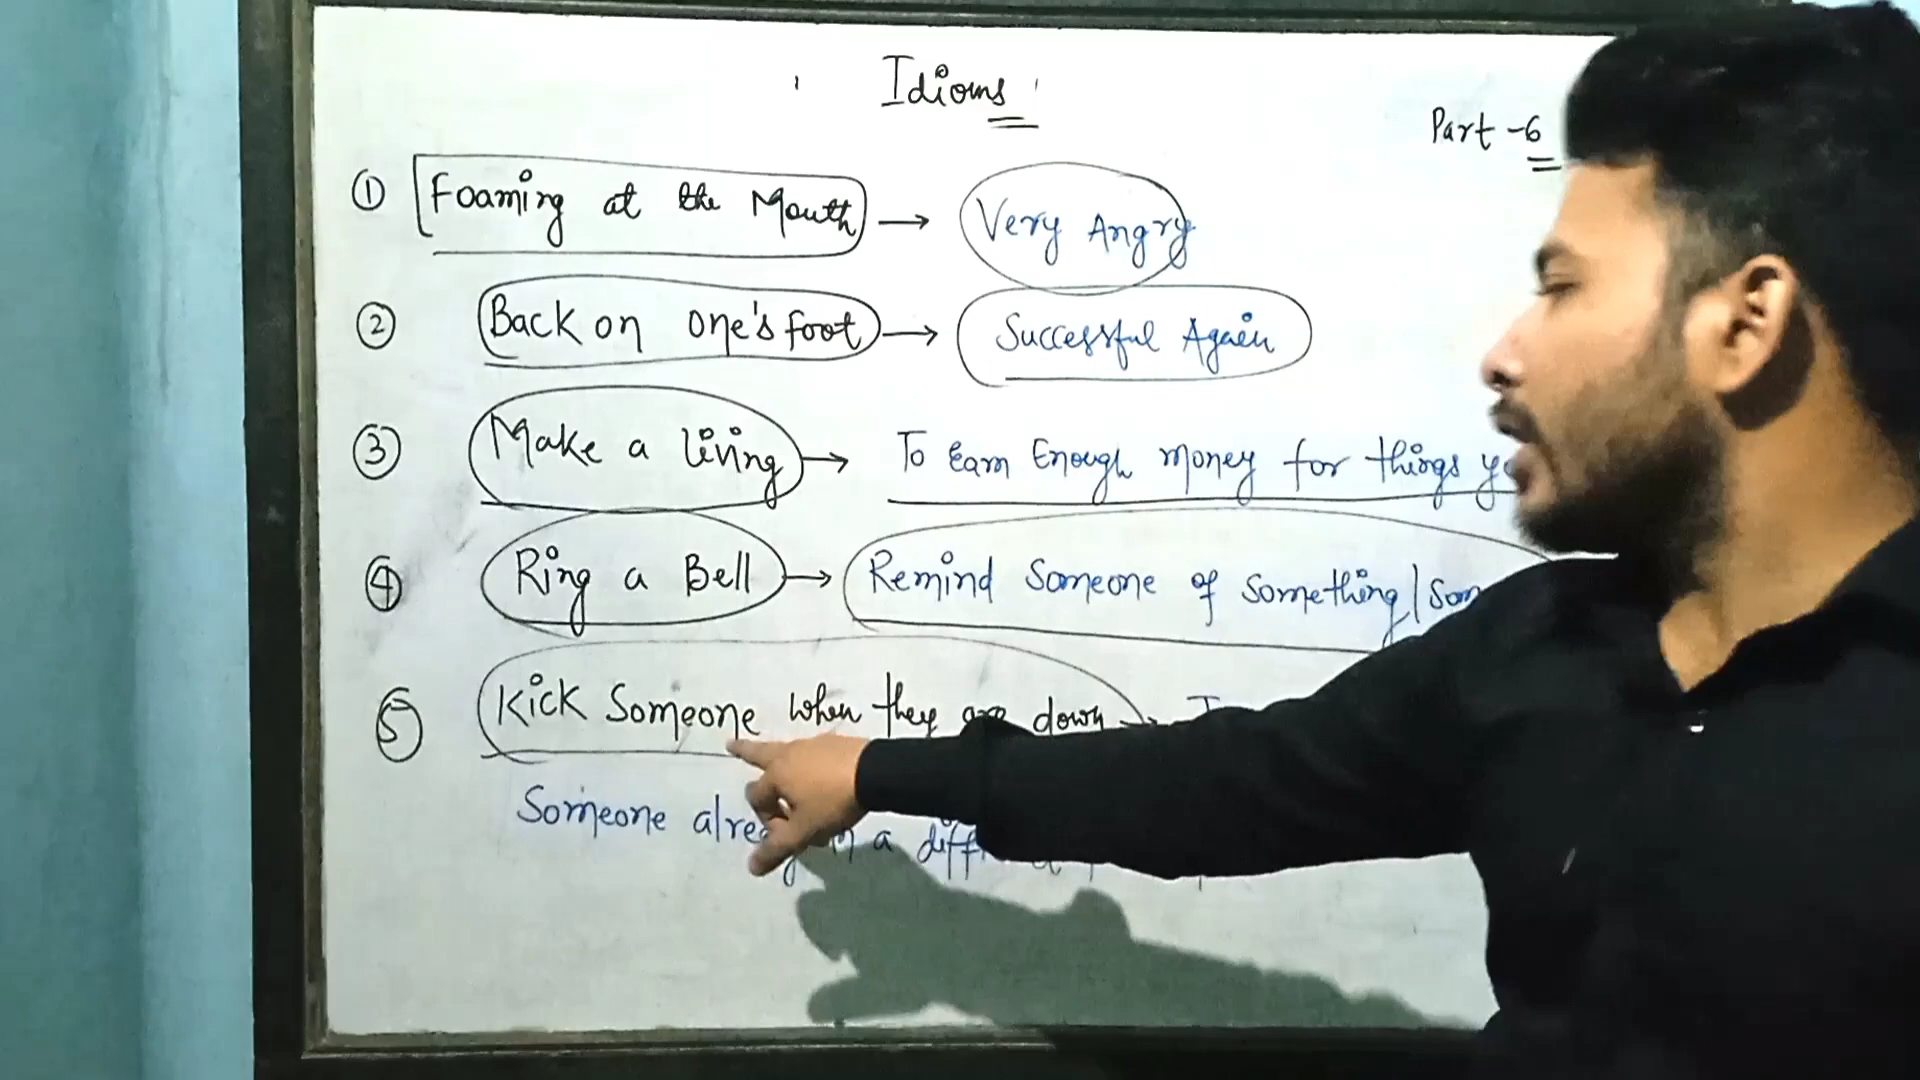 Idioms
Part-6
① Foaming at the Mouth → Very Angry
② Back on one's foot → Successful Again
③ Make a living → To Earn Enough money for things
④ Ring a Bell → Remind Someone of something/
⑤ Kick Someone when they are down →
Someone a